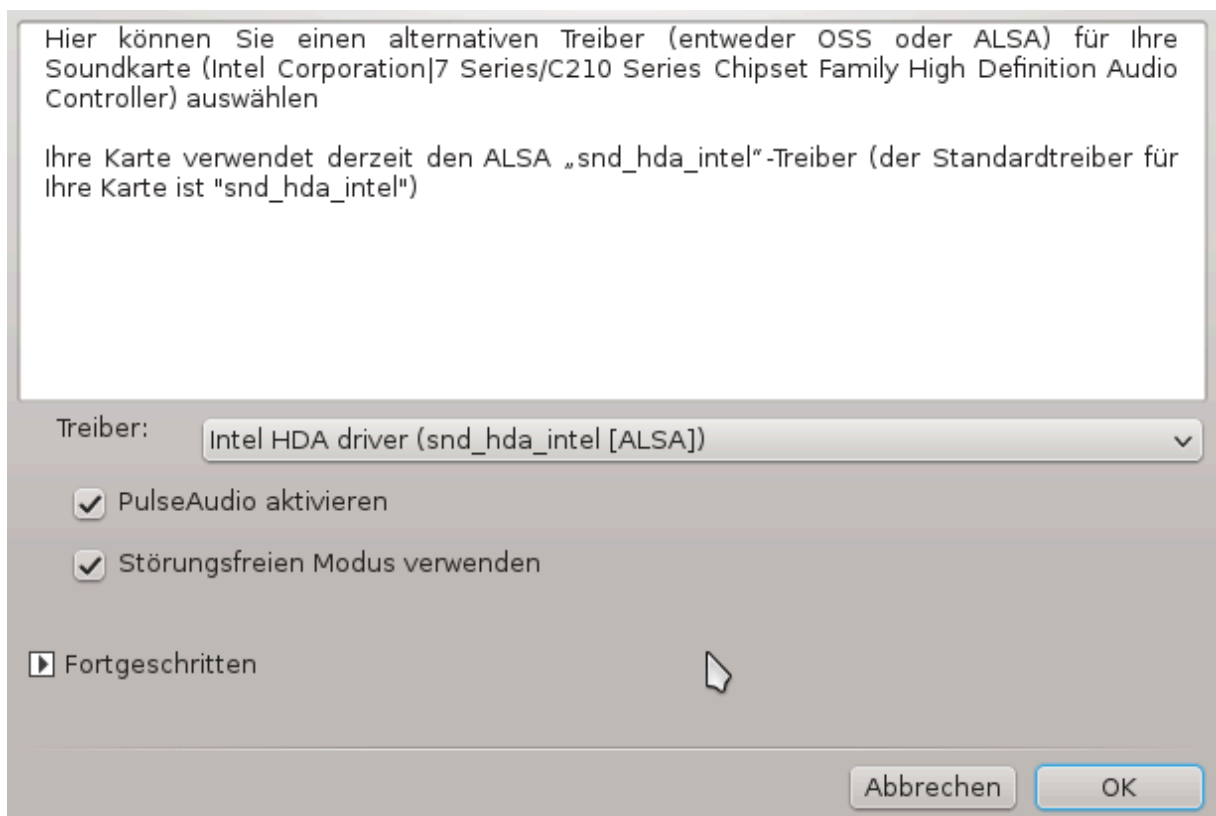 Hier können Sie einen alternativen Treiber (entweder OSS oder ALSA) für Ihre
Soundkarte (Intel Corporation|7 Series/C210 Series Chipset Family High Definition Audio
Controller) auswählen
Ihre Karte verwendet derzeit den ALSA „snd_hda_intel“-Treiber (der Standardtreiber für
Ihre Karte ist "snd_hda_intel")
Treiber:
Intel HDA driver (snd_hda_intel [ALSA])
PulseAudio aktivieren
Störungsfreien Modus verwenden
Fortgeschritten
Abbrechen
OK